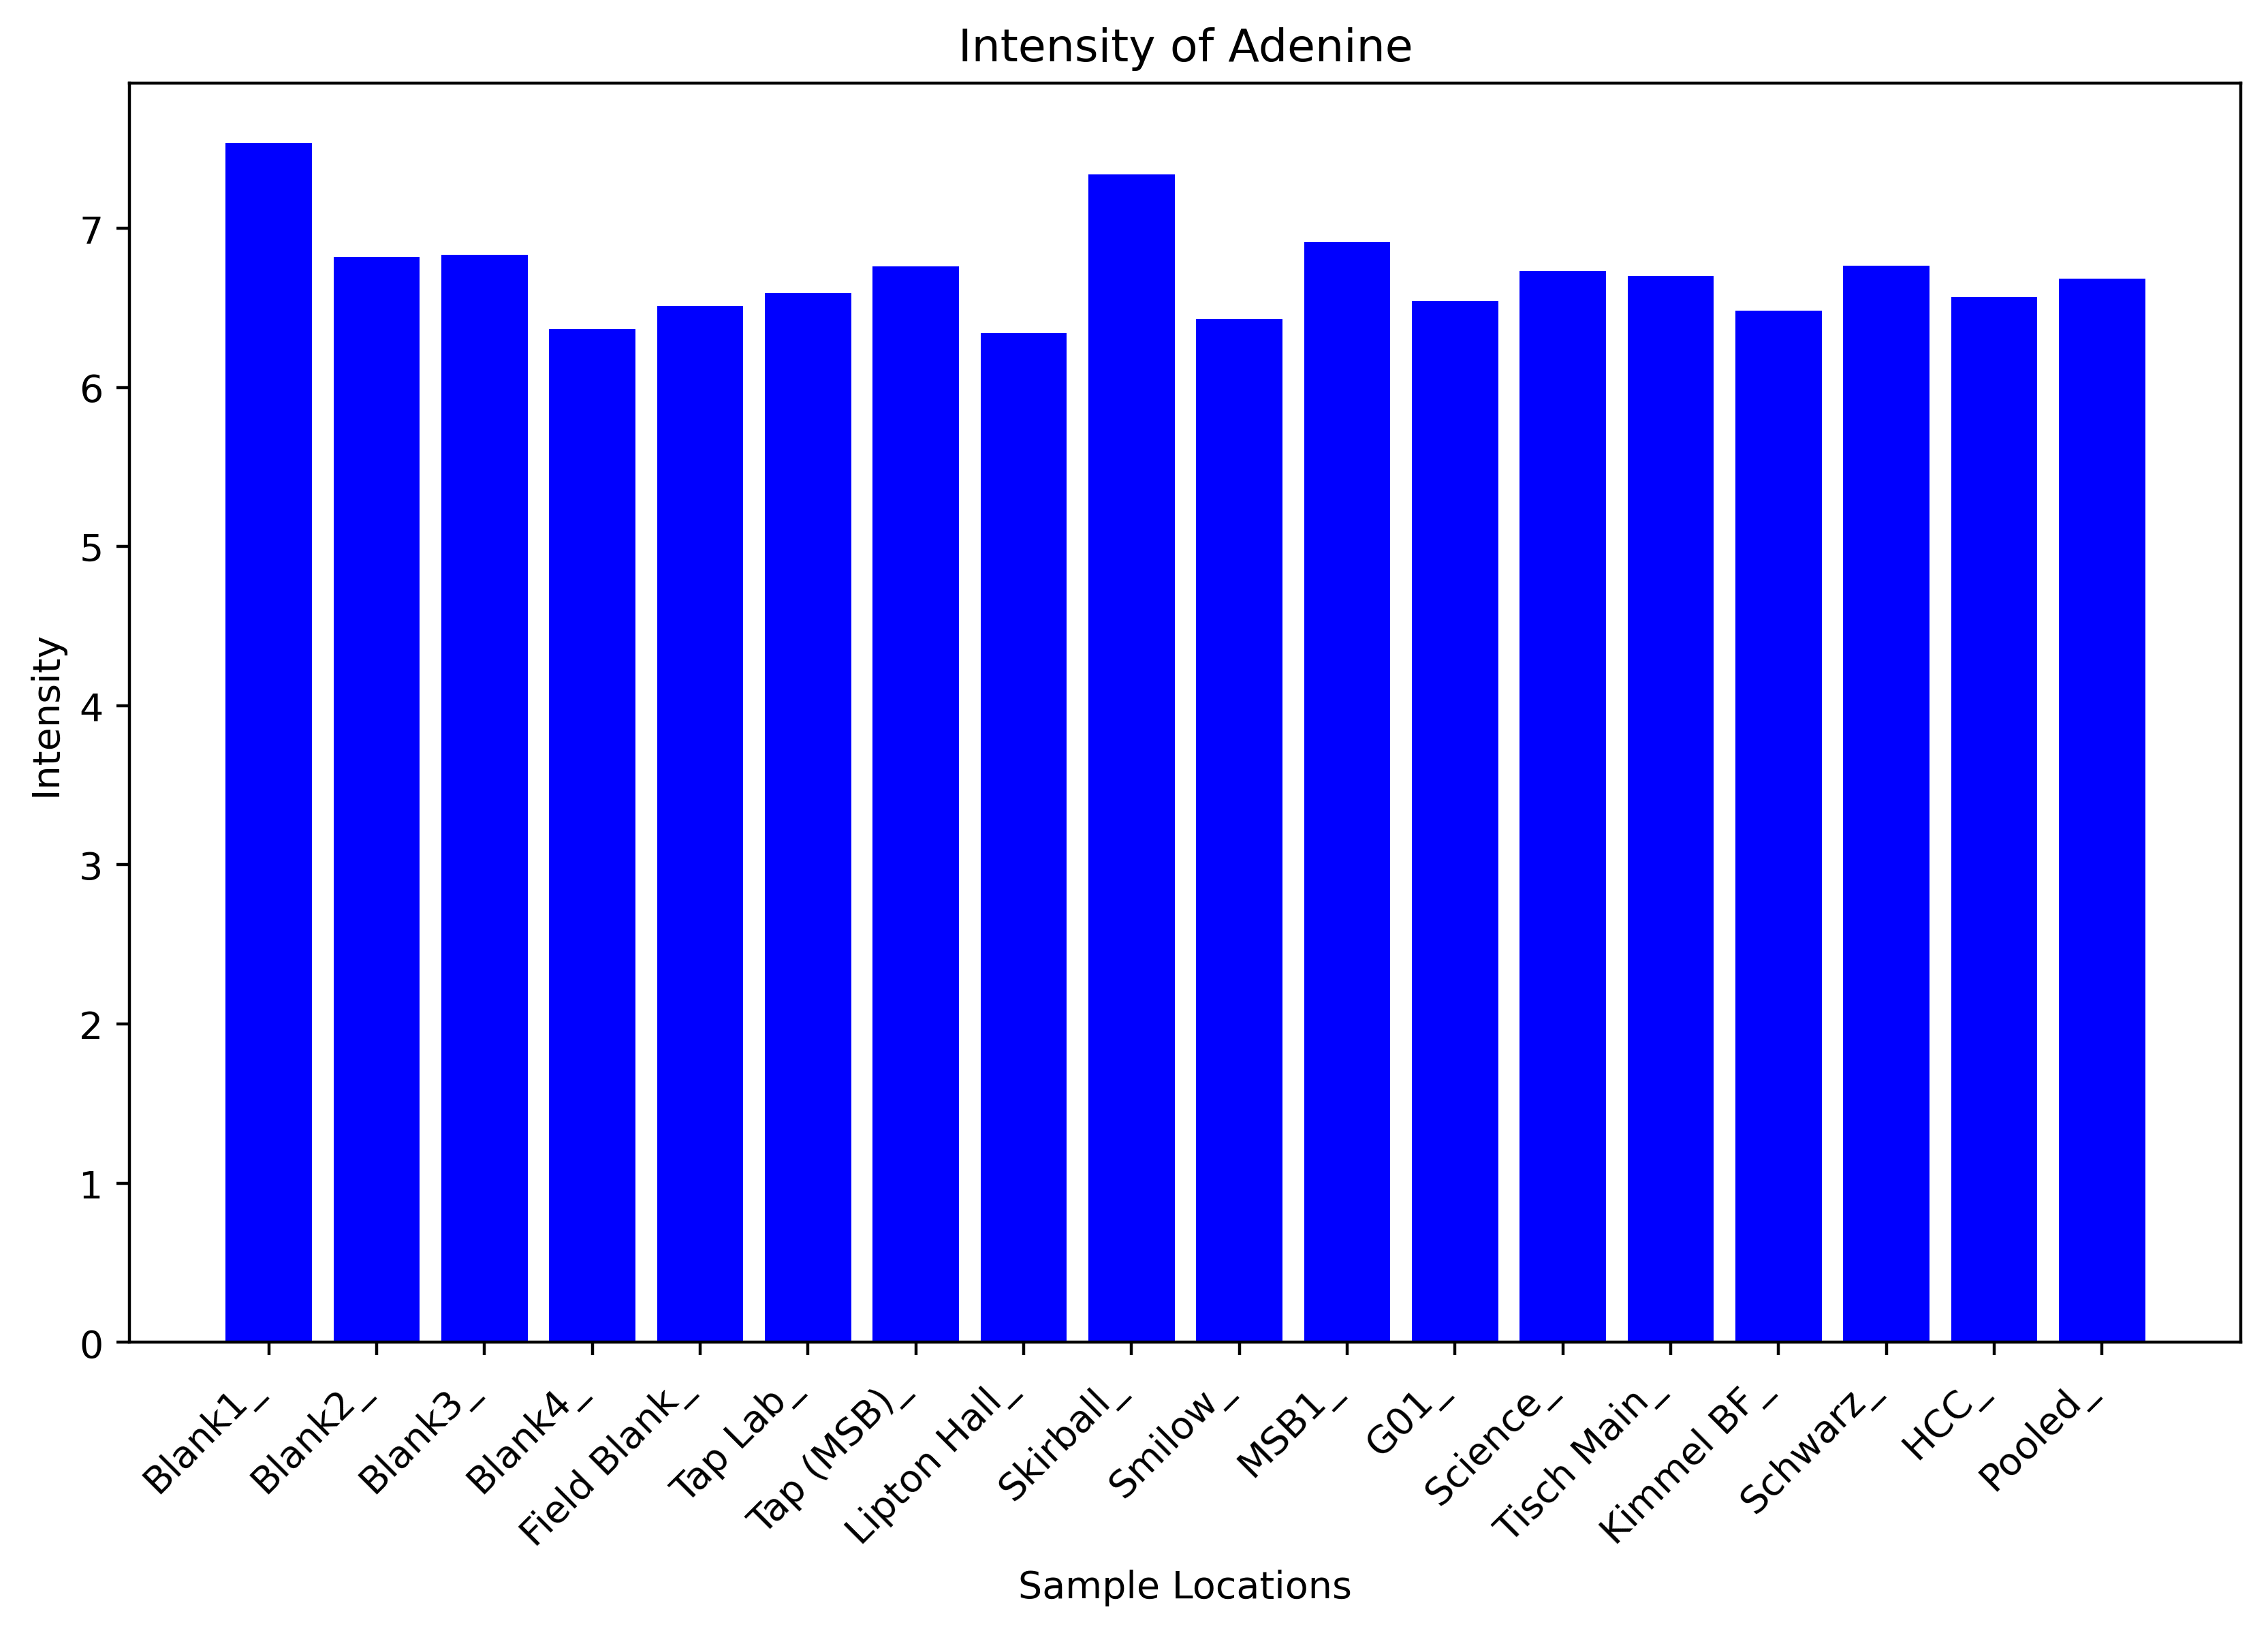 Intensity of Adenine
Intensity
7
6
5
4
3
2
1
0
Blank1_
Blank2_
Blank3_
Blank4_
Field Blank_
Tap Lab_
Tap (MSB)_
Lipton Hall_
Skirball_
Smilow_
MSB1_
G01_
Science_
Tisch Main_
Kimmel BF_
Schwarz_
HCC_
Pooled_
Sample Locations